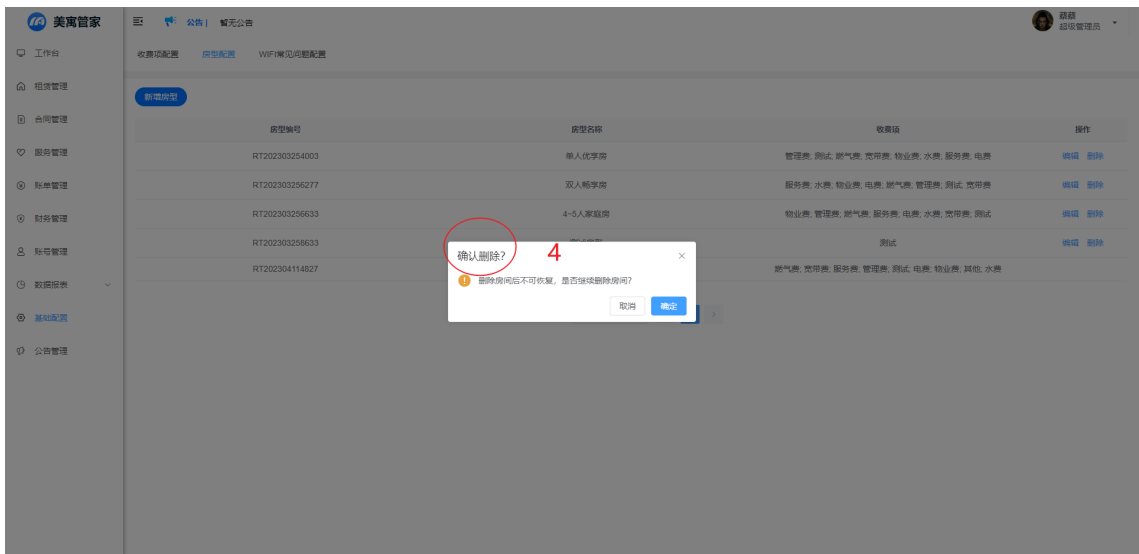 美寓管家
公告 | 暂无公告
蔡蔡
超级管理员
工作台
租赁管理
合同管理
服务管理
账单管理
财务管理
账号管理
数据报表
基础配置
公告管理
收费项配置 房型配置 WIFI常见问题配置
新增房型
房型编号 房型名称 收费项 操作
RT202303254003 单人优享房 管理费; 测试; 燃气费; 宽带费; 物业费; 水费; 服务费; 电费 编辑 删除
RT202303256277 双人畅享房 服务费; 水费; 物业费; 电费; 燃气费; 管理费; 测试; 宽带费 编辑 删除
RT202303256633 4~5人家庭房 物业费; 管理费; 燃气费; 服务费; 电费; 水费; 宽带费; 测试 编辑 删除
RT202303258633 测试 编辑 删除
RT202304114827 燃气费; 宽带费; 服务费; 管理费; 测试; 电费; 物业费; 其他; 水费
确认删除? 4
删除房间后不可恢复，是否继续删除房间?
取消 确定